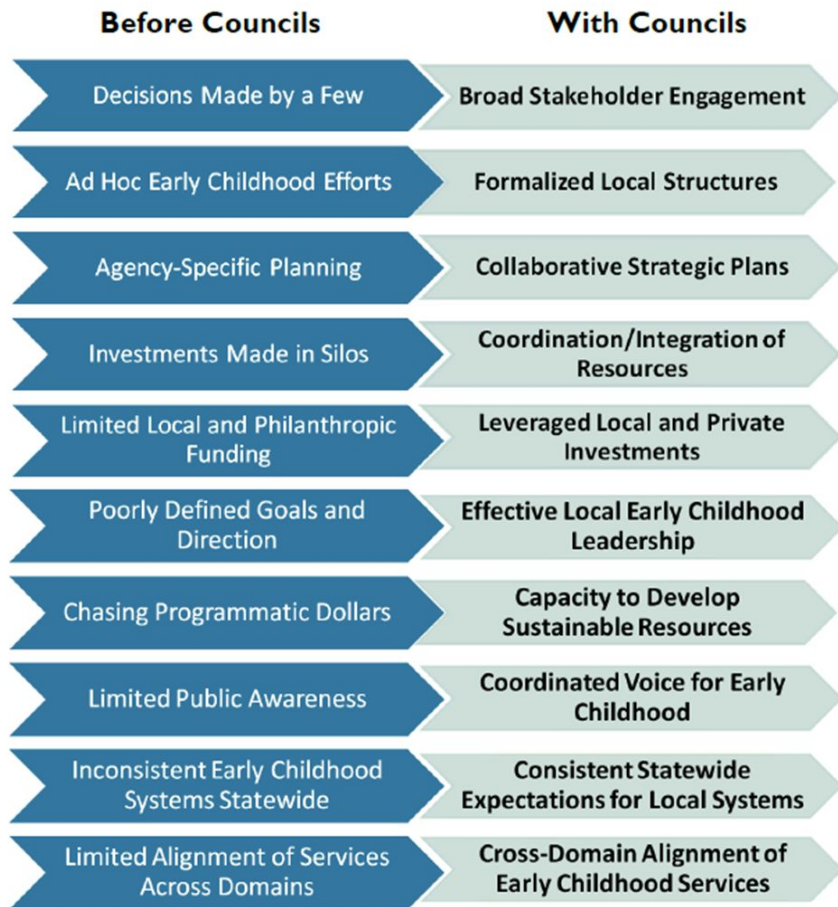 Before Councils
With Councils
Decisions Made by a Few
Broad Stakeholder Engagement
Ad Hoc Early Childhood Efforts
Formalized Local Structures
Agency-Specific Planning
Collaborative Strategic Plans
Investments Made in Silos
Coordination/Integration of
Resources
Limited Local and Philanthropic
Funding
Leveraged Local and Private
Investments
Poorly Defined Goals and
Direction
Effective Local Early Childhood
Leadership
Chasing Programmatic Dollars
Capacity to Develop
Sustainable Resources
Limited Public Awareness
Coordinated Voice for Early
Childhood
Inconsistent Early Childhood
Systems Statewide
Consistent Statewide
Expectations for Local Systems
Limited Alignment of Services
Across Domains
Cross-Domain Alignment of
Early Childhood Services